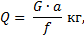 Q = G · a / f кг,